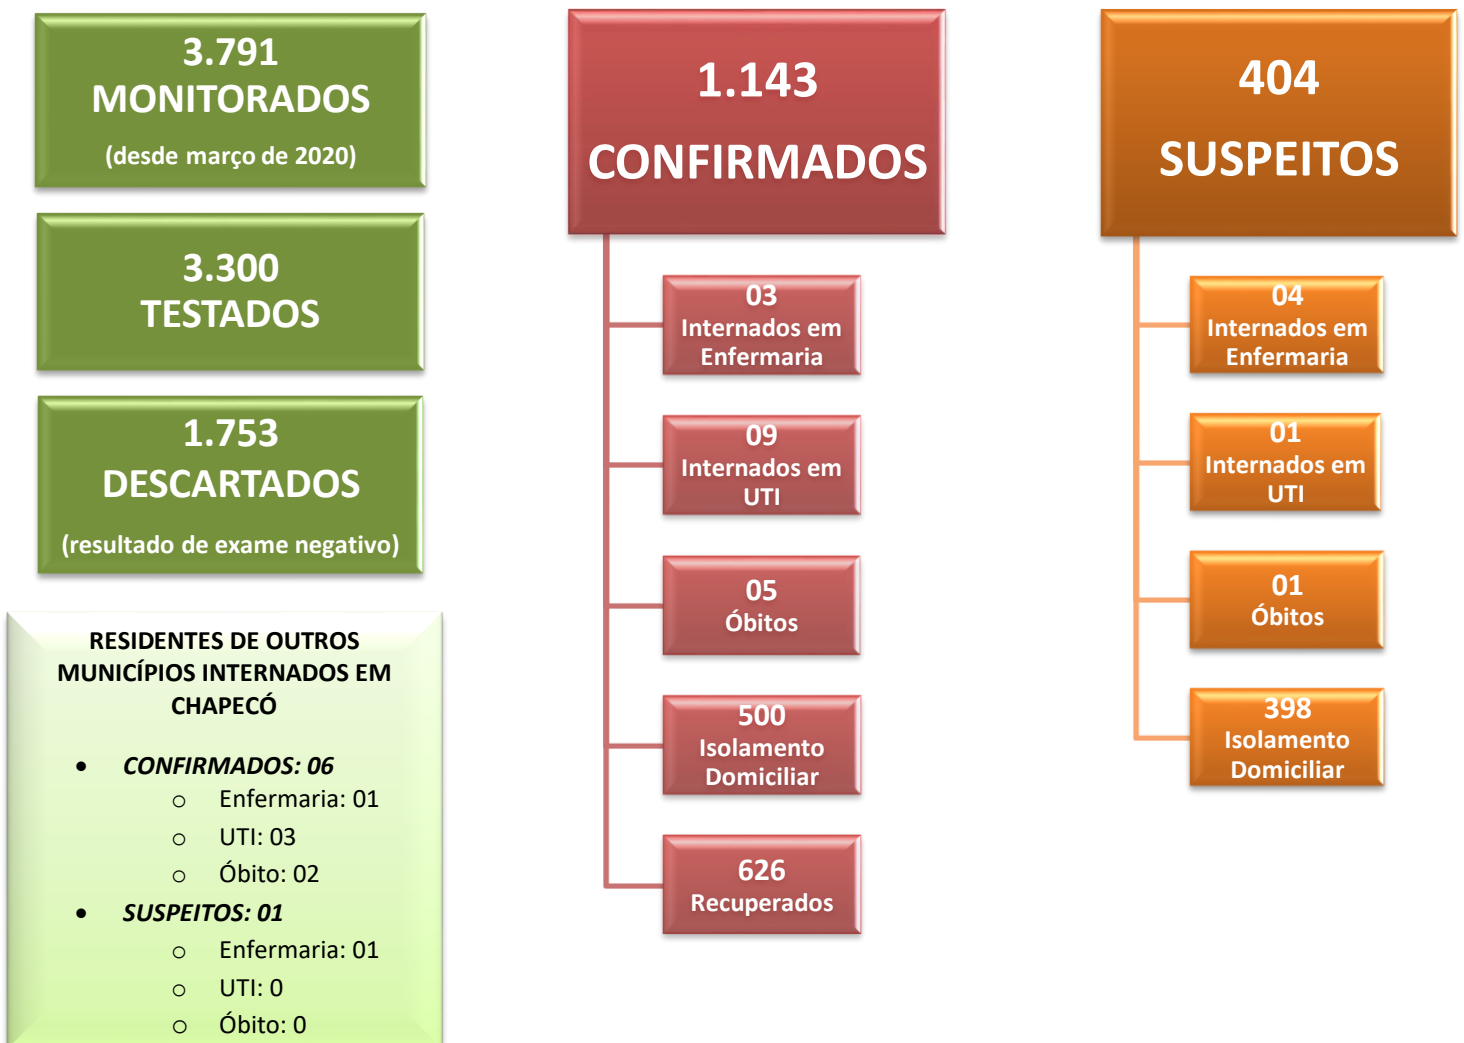 3.791
MONITORADOS
(desde março de 2020)
3.300
TESTADOS
1.753
DESCARTADOS
(resultado de exame negativo)
RESIDENTES DE OUTROS
MUNICÍPIOS INTERNADOS EM
CHAPECÓ
• CONFIRMADOS: 06
o Enfermaria: 01
o UTI: 03
o Óbito: 02
• SUSPEITOS: 01
o Enfermaria: 01
o UTI: 0
o Óbito: 0
1.143
CONFIRMADOS
03
Internados em
Enfermaria
09
Internados em
UTI
05
Óbitos
500
Isolamento
Domiciliar
626
Recuperados
404
SUSPEITOS
04
Internados em
Enfermaria
01
Internados em
UTI
01
Óbitos
398
Isolamento
Domiciliar